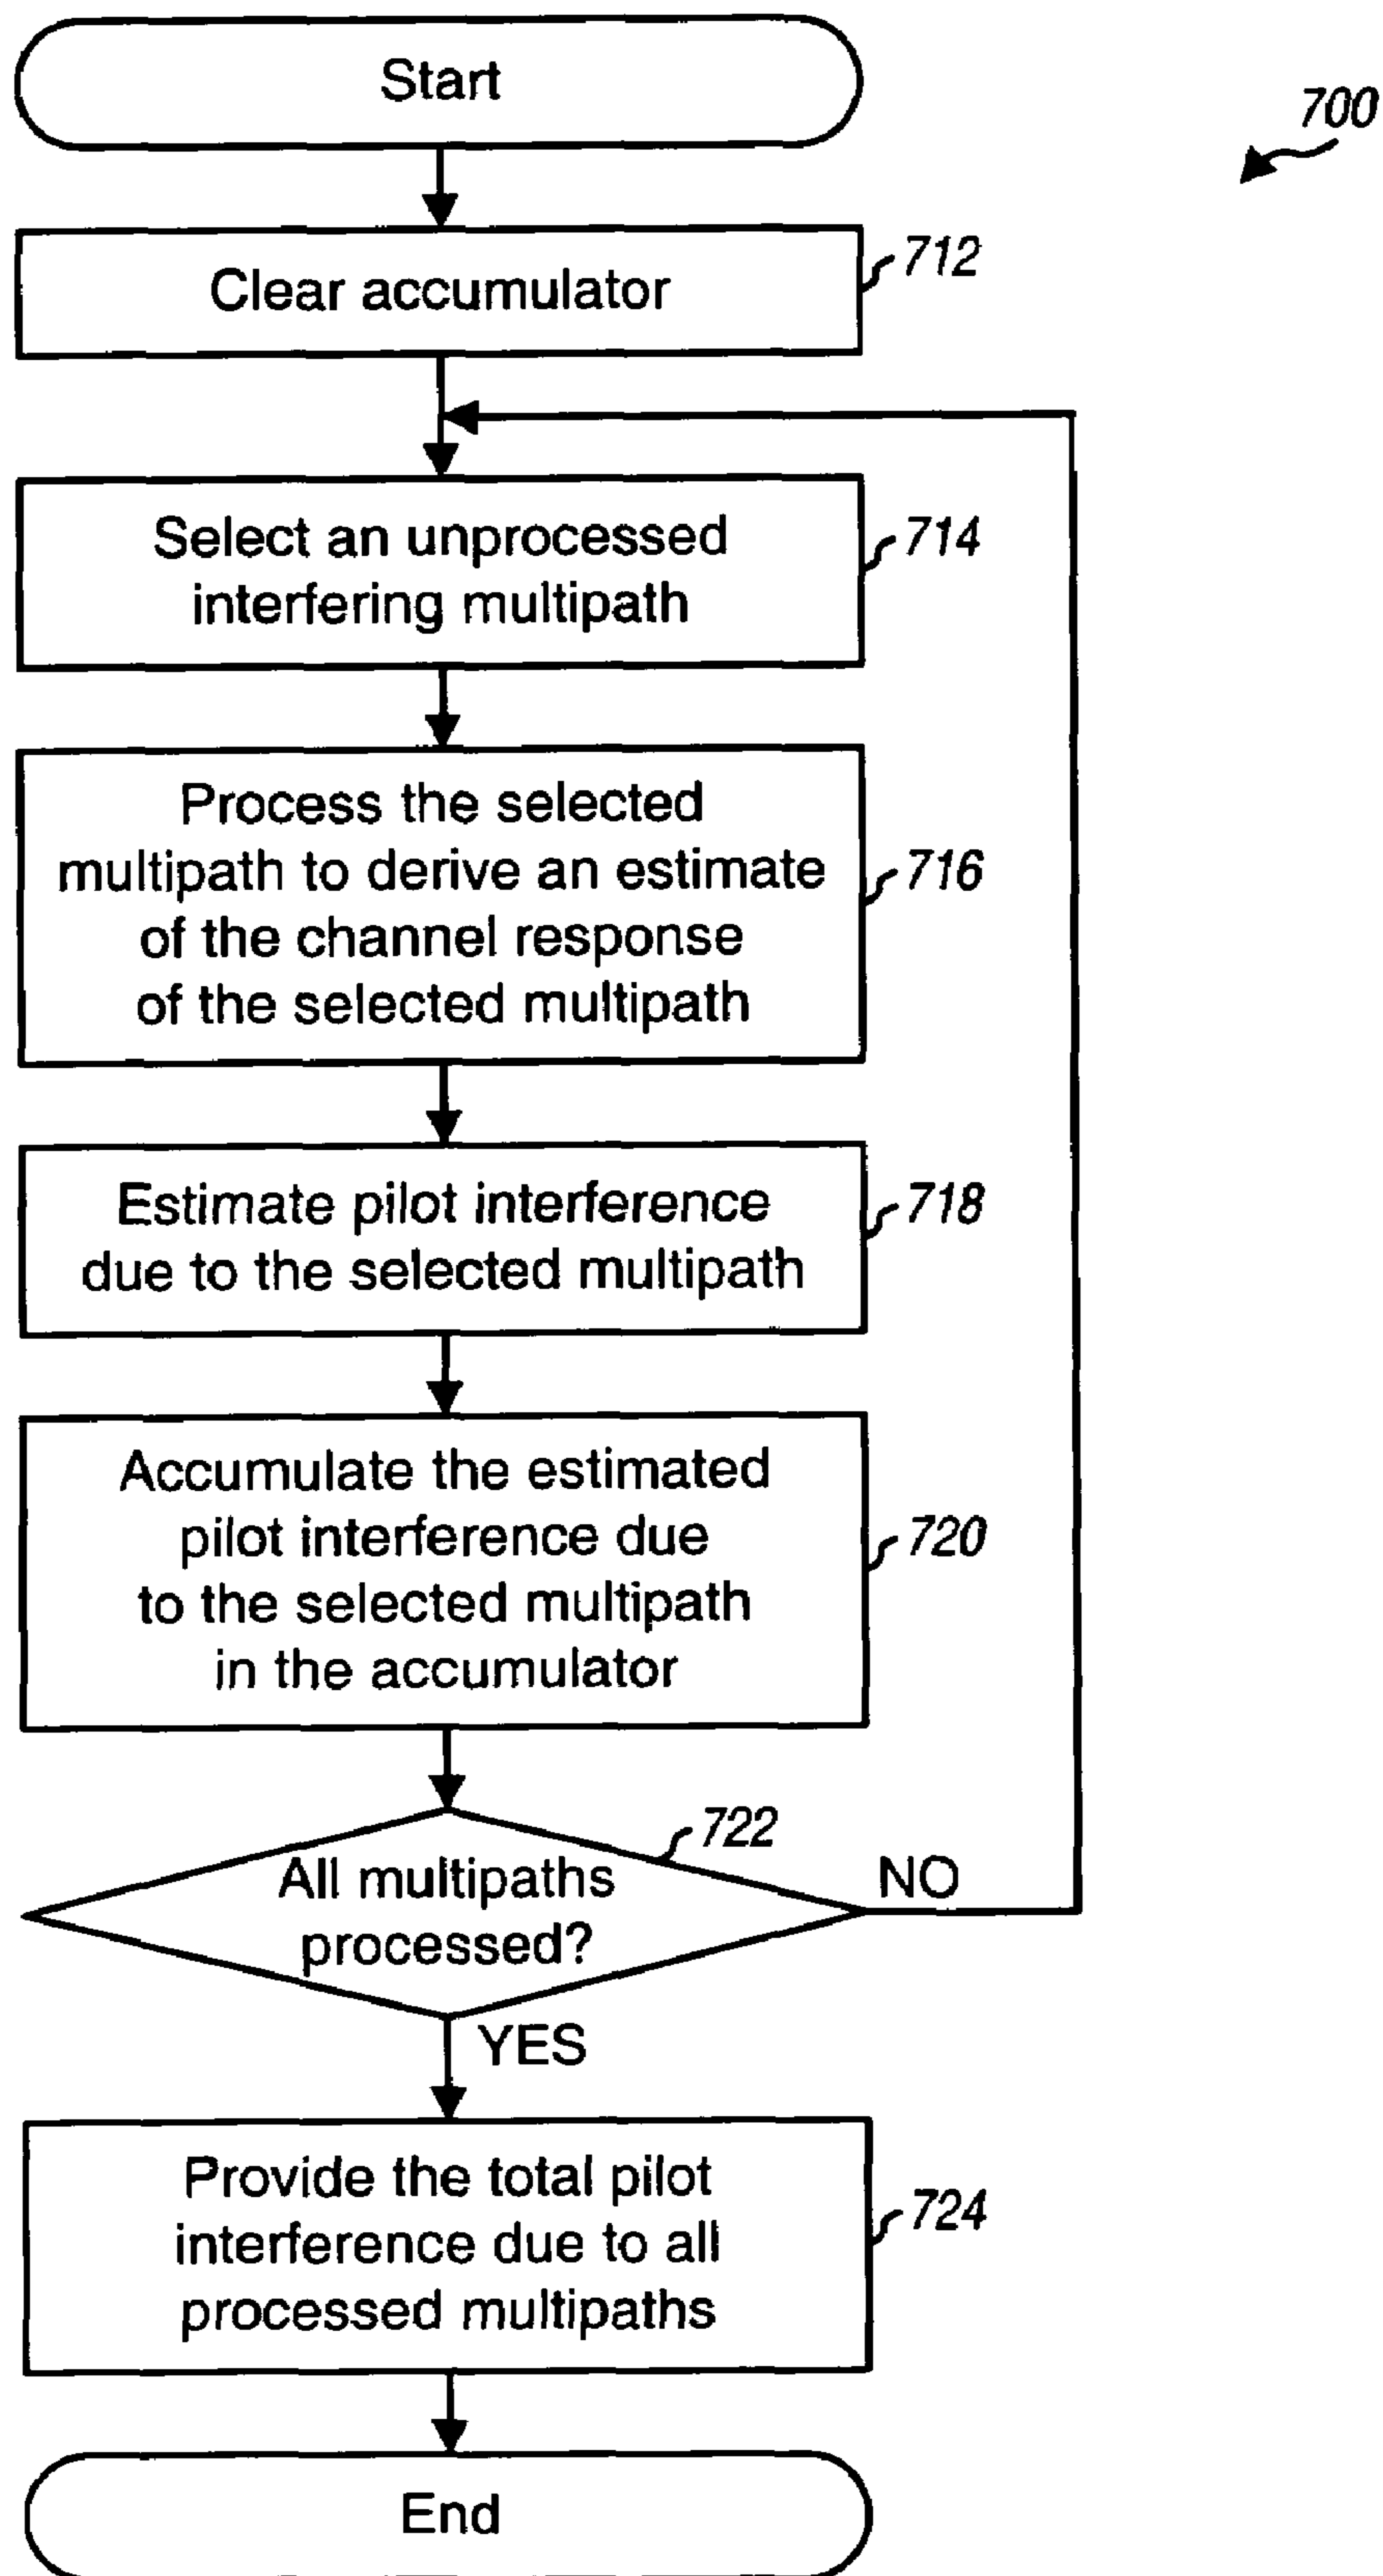 Start
700
Clear accumulator
712
Select an unprocessed
interfering multipath
714
Process the selected
multipath to derive an estimate
of the channel response
of the selected multipath
716
Estimate pilot interference
due to the selected multipath
718
Accumulate the estimated
pilot interference due
to the selected multipath
in the accumulator
720
722
All multipaths
processed?
NO
YES
Provide the total pilot
interference due to all
processed multipaths
724
End